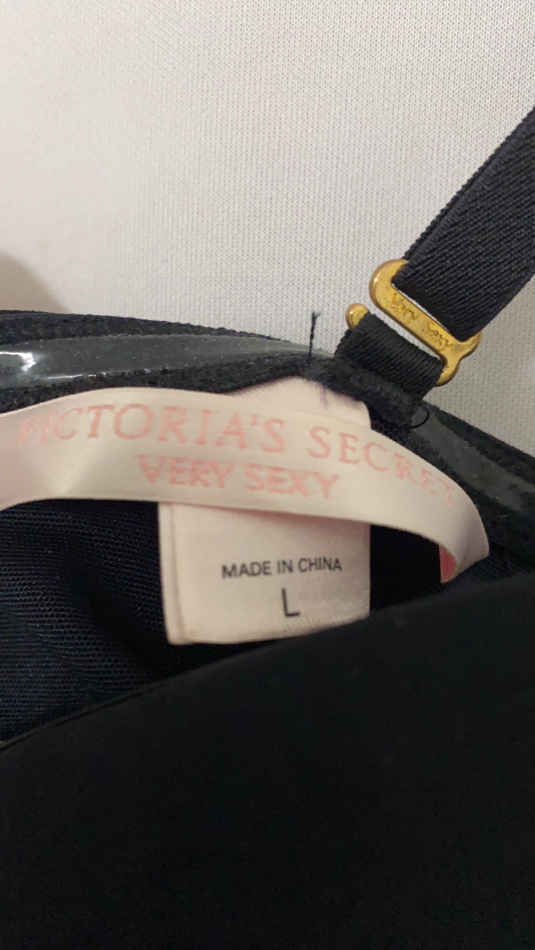 Very Sexy
VICTORIA'S SECRET
VERY SEXY
MADE IN CHINA
L